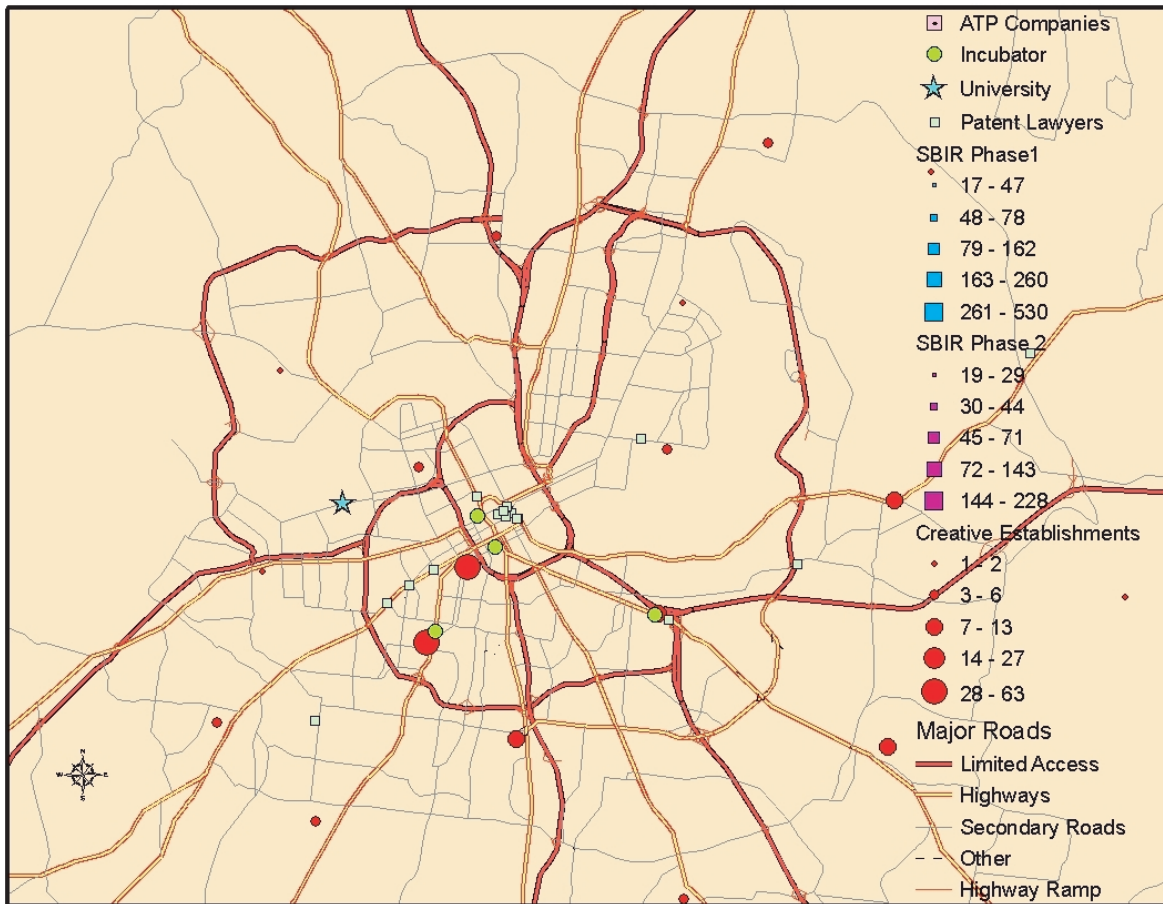 ATP Companies
Incubator
University
Patent Lawyers
SBIR Phase1
17 - 47
48 - 78
79 - 162
163 - 260
261 - 530
SBIR Phase 2
19 - 29
30 - 44
45 - 71
72 - 143
144 - 228
Creative Establishments
1 - 2
3 - 6
7 - 13
14 - 27
28 - 63
Major Roads
Limited Access
Highways
Secondary Roads
Other
Highway Ramp
N
W E
S